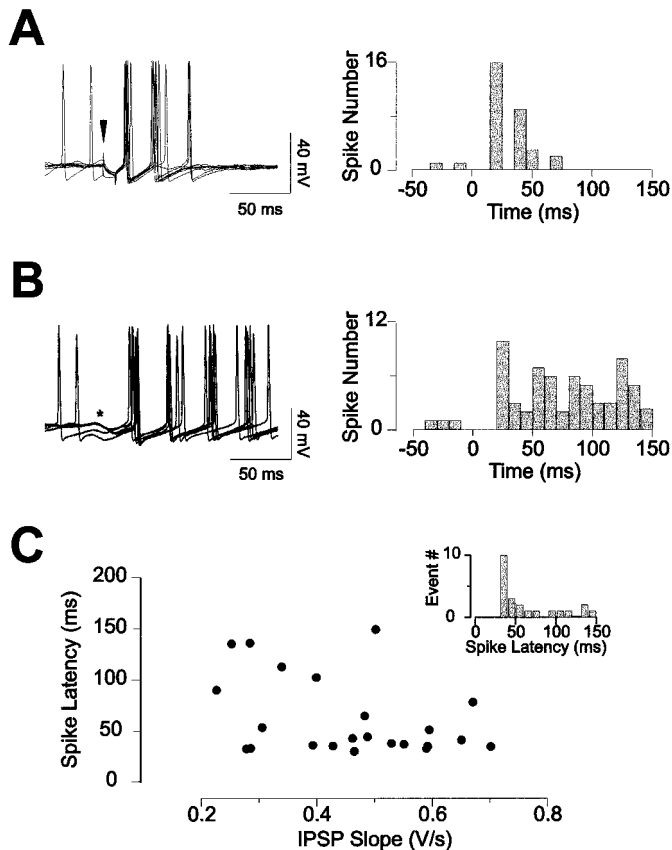 A
40 mV
50 ms
Spike Number
16
0
-50 0 50 100 150
Time (ms)
B
*
40 mV
50 ms
Spike Number
12
0
-50 0 50 100 150
Time (ms)
C
Spike Latency (ms)
200
150
100
50
0
0.2 0.4 0.6 0.8
IPSP Slope (V/s)
Event #
10
0
0 50 100 150
Spike Latency (ms)